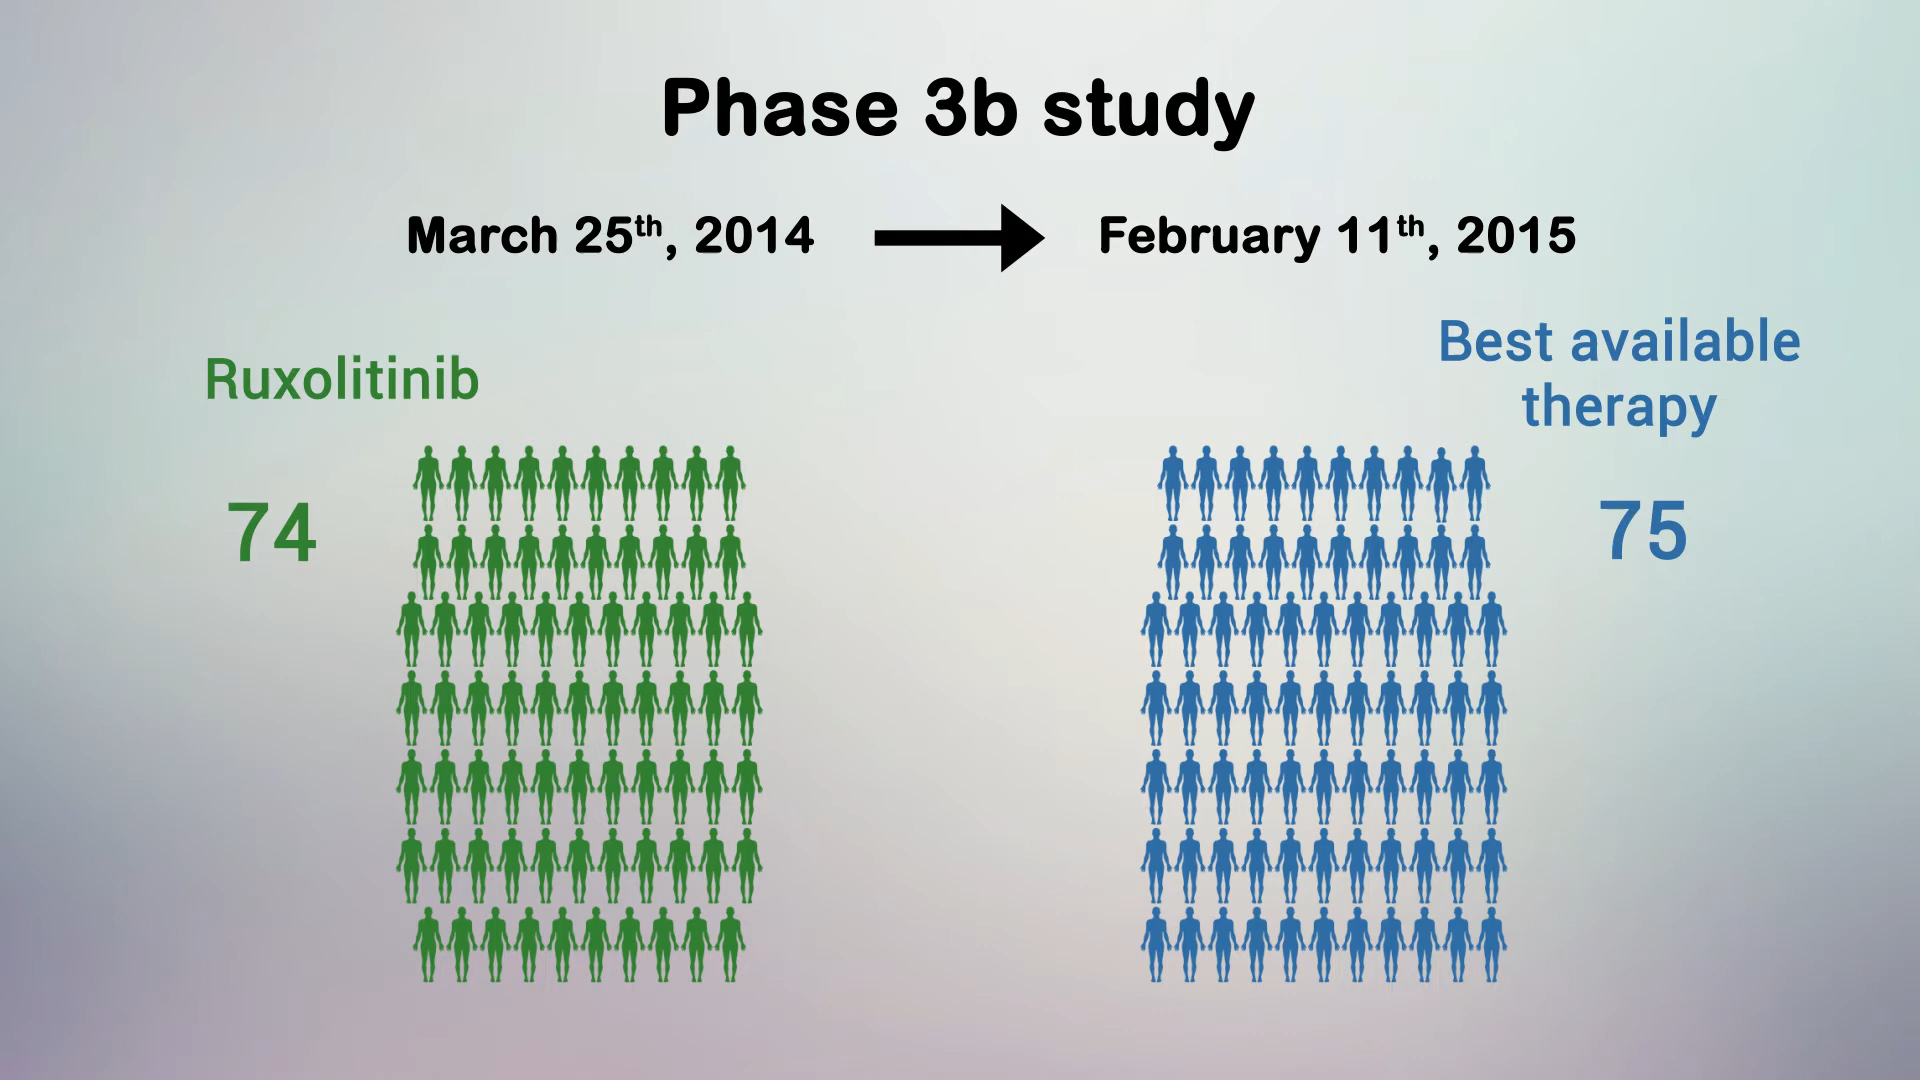 Phase 3b study
March 25th, 2014
February 11th, 2015
Ruxolitinib
74
Best available
therapy
75